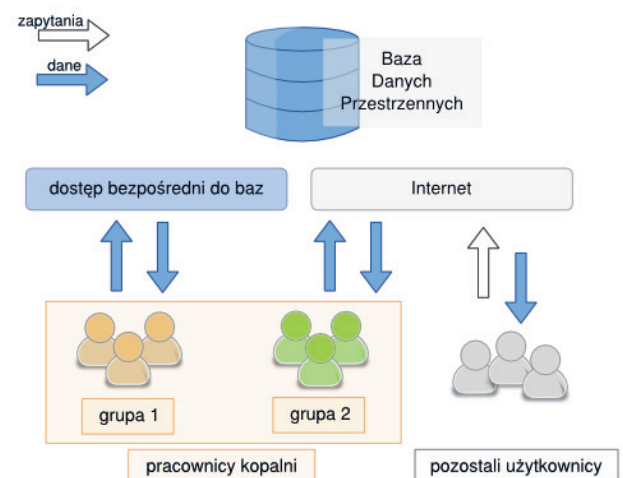 zapytania
dane
Baza
Danych
Przestrzennych
dostęp bezpośredni do baz
Internet
grupa 1
grupa 2
pracownicy kopalni
pozostali użytkownicy